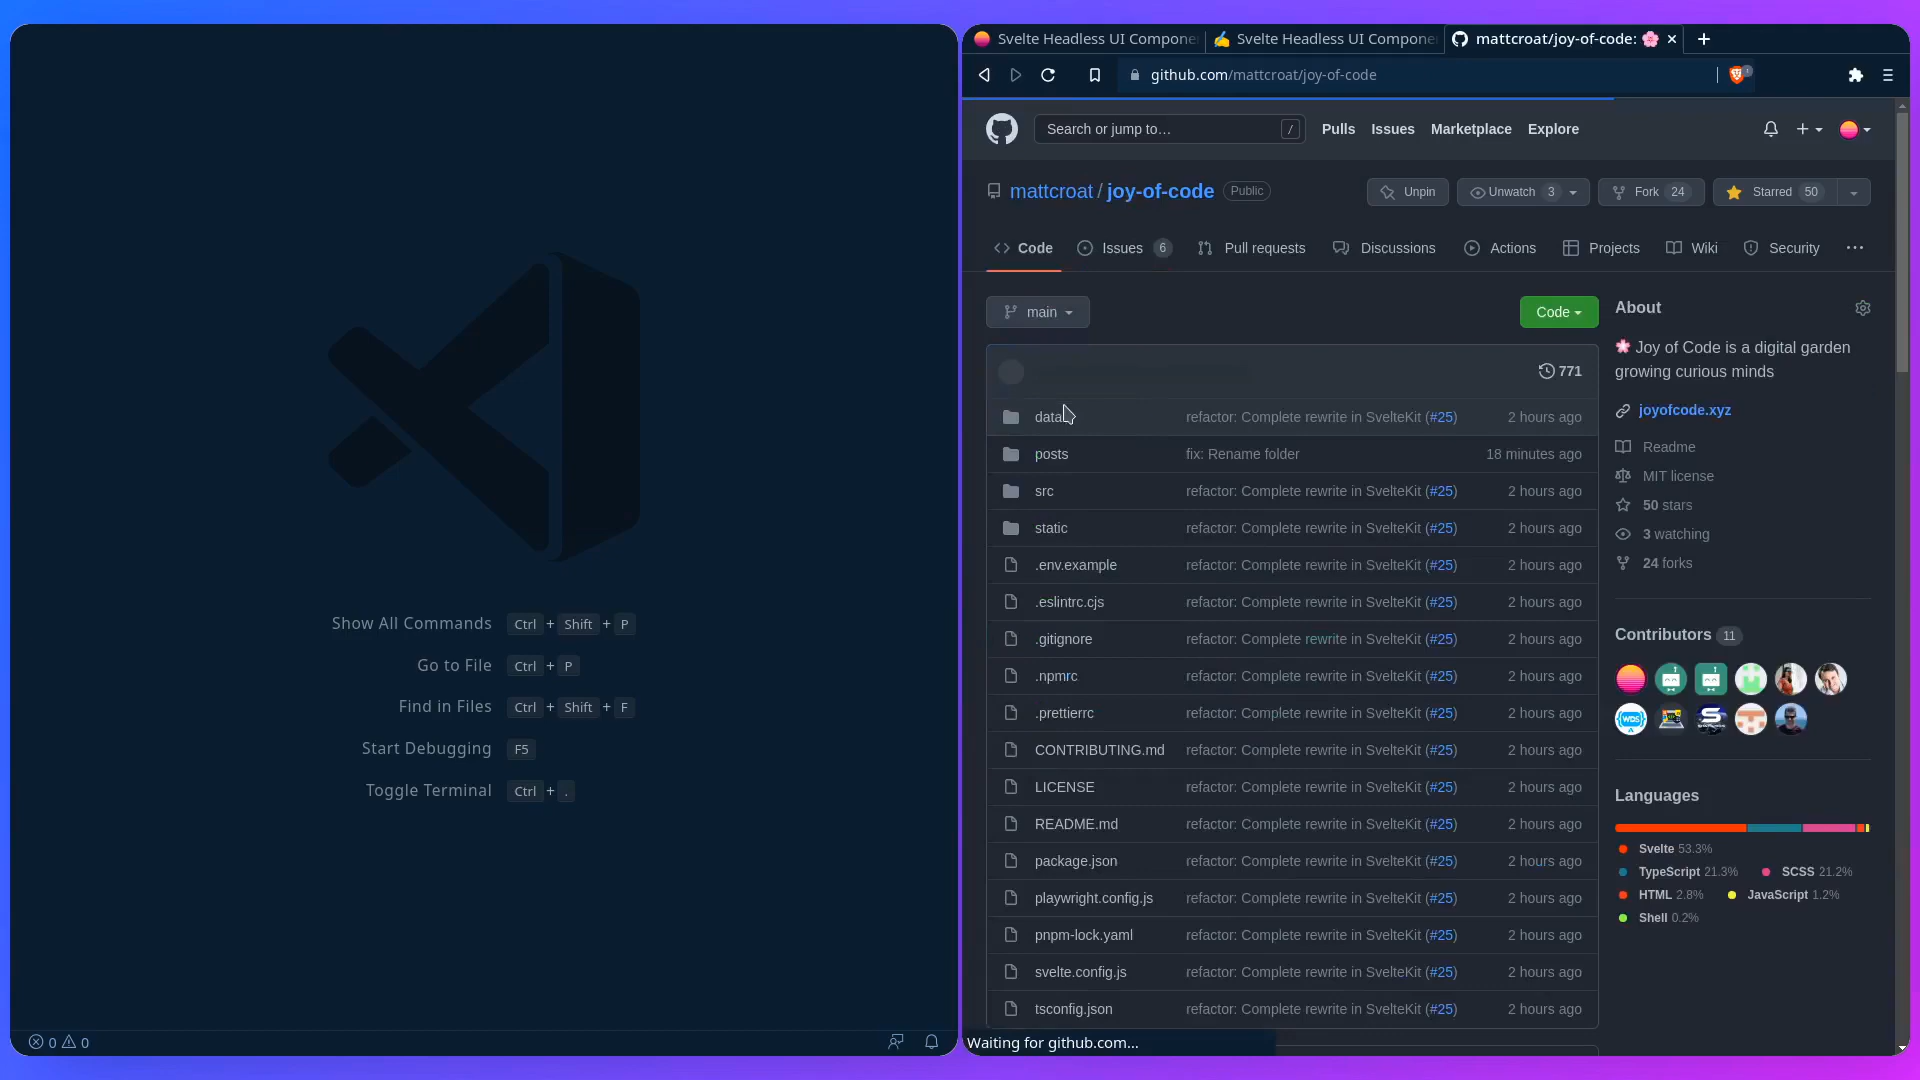 Show All Commands Ctrl + Shift + P
Go to File Ctrl + P
Find in Files Ctrl + Shift + F
Start Debugging F5
Toggle Terminal Ctrl + .
0 0
Svelte Headless UI Compone
Svelte Headless UI Compone
mattcroat/joy-of-code:
github.com/mattcroat/joy-of-code
Search or jump to… /
Pulls Issues Marketplace Explore
mattcroat / joy-of-code Public
Unpin Unwatch 3 Fork 24 Starred 50
Code Issues 6 Pull requests Discussions Actions Projects Wiki Security
main Code
771
data refactor: Complete rewrite in SvelteKit (#25) 2 hours ago
posts fix: Rename folder 18 minutes ago
src refactor: Complete rewrite in SvelteKit (#25) 2 hours ago
static refactor: Complete rewrite in SvelteKit (#25) 2 hours ago
.env.example refactor: Complete rewrite in SvelteKit (#25) 2 hours ago
.eslintrc.cjs refactor: Complete rewrite in SvelteKit (#25) 2 hours ago
.gitignore refactor: Complete rewrite in SvelteKit (#25) 2 hours ago
.npmrc refactor: Complete rewrite in SvelteKit (#25) 2 hours ago
.prettierrc refactor: Complete rewrite in SvelteKit (#25) 2 hours ago
CONTRIBUTING.md refactor: Complete rewrite in SvelteKit (#25) 2 hours ago
LICENSE refactor: Complete rewrite in SvelteKit (#25) 2 hours ago
README.md refactor: Complete rewrite in SvelteKit (#25) 2 hours ago
package.json refactor: Complete rewrite in SvelteKit (#25) 2 hours ago
playwright.config.js refactor: Complete rewrite in SvelteKit (#25) 2 hours ago
pnpm-lock.yaml refactor: Complete rewrite in SvelteKit (#25) 2 hours ago
svelte.config.js refactor: Complete rewrite in SvelteKit (#25) 2 hours ago
tsconfig.json refactor: Complete rewrite in SvelteKit (#25) 2 hours ago
About
Joy of Code is a digital garden
growing curious minds
joyofcode.xyz
Readme
MIT license
50 stars
3 watching
24 forks
Contributors 11
WDS
Languages
Svelte 53.3%
TypeScript 21.3% SCSS 21.2%
HTML 2.8% JavaScript 1.2%
Shell 0.2%
Waiting for github.com...